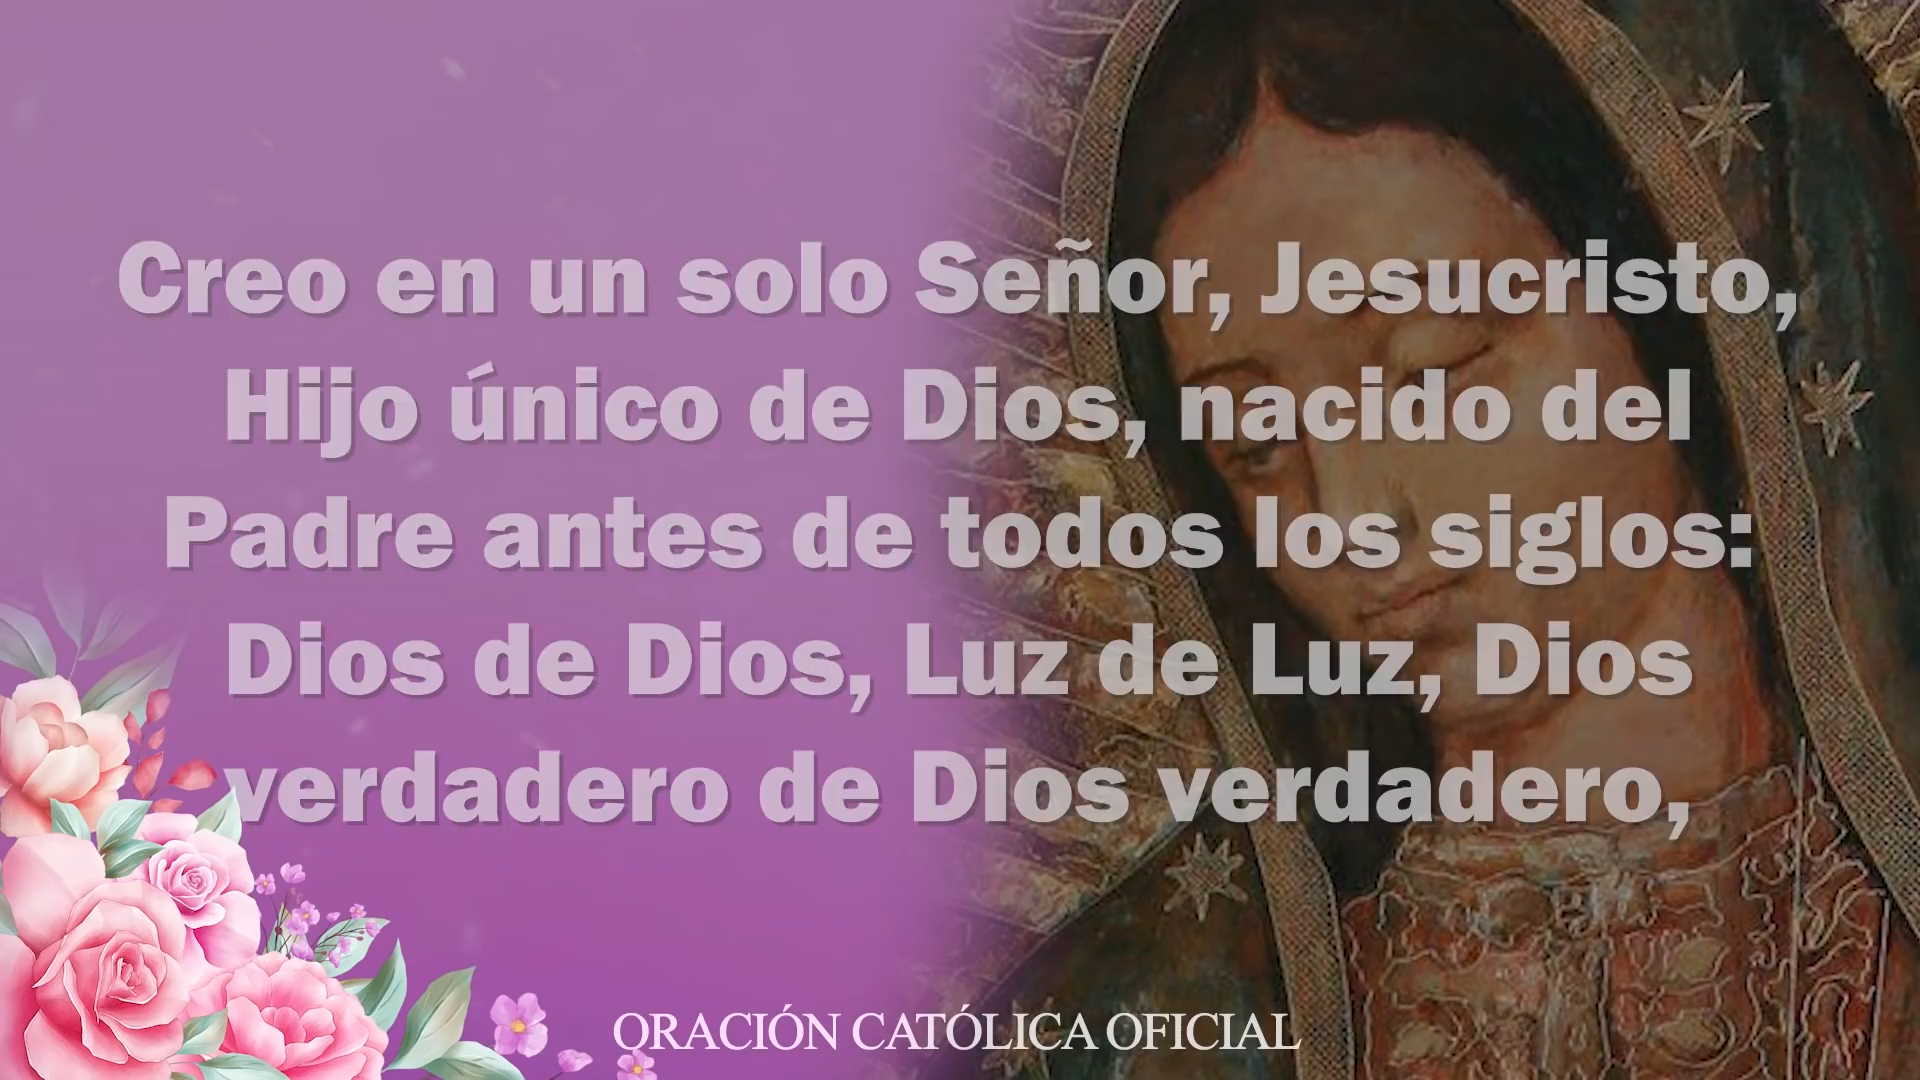 Creo en un solo Señor, Jesucristo,
Hijo único de Dios, nacido del
Padre antes de todos los siglos:
Dios de Dios, Luz de Luz, Dios
verdadero de Dios verdadero,
ORACIÓN CATÓLICA OFICIAL